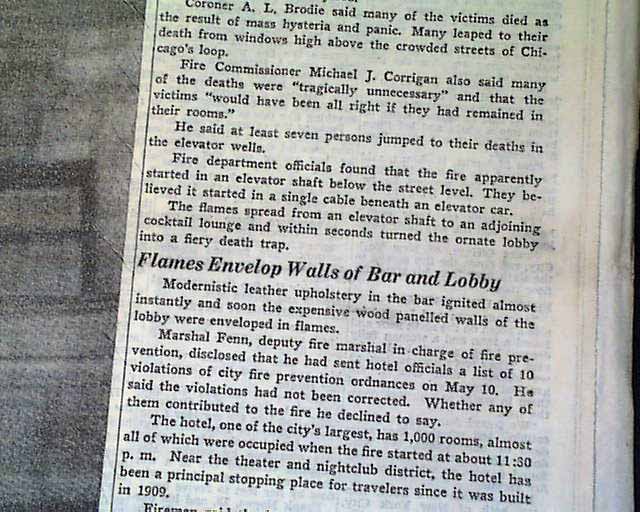 Coroner A. L. Brodie said many of the victims died as
the result of mass hysteria and panic. Many leaped to their
death from windows high above the crowded streets of Chi-
cago's loop.
Fire Commissioner Michael J. Corrigan also said many
of the deaths were "tragically unnecessary" and that the
victims "would have been all right if they had remained in
their rooms."
He said at least seven persons jumped to their deaths in
the elevator wells.
Fire department officials found that the fire apparently
started in an elevator shaft below the street level. They be-
lieved it started in a single cable beneath an elevator car.
The flames spread from an elevator shaft to an adjoining
cocktail lounge and within seconds turned the ornate lobby
into a fiery death trap.
Flames Envelop Walls of Bar and Lobby
Modernistic leather upholstery in the bar ignited almost
instantly and soon the expensive wood panelled walls of the
lobby were enveloped in flames.
Marshal Fenn, deputy fire marshal in charge of fire pre-
vention, disclosed that he had sent hotel officials a list of 10
violations of city fire prevention ordnances on May 10. He
said the violations had not been corrected. Whether any of
them contributed to the fire he declined to say.
The hotel, one of the city's largest, has 1,000 rooms, almost
all of which were occupied when the fire started at about 11:30
p. m. Near the theater and nightclub district, the hotel has
been a principal stopping place for travelers since it was built
in 1909.